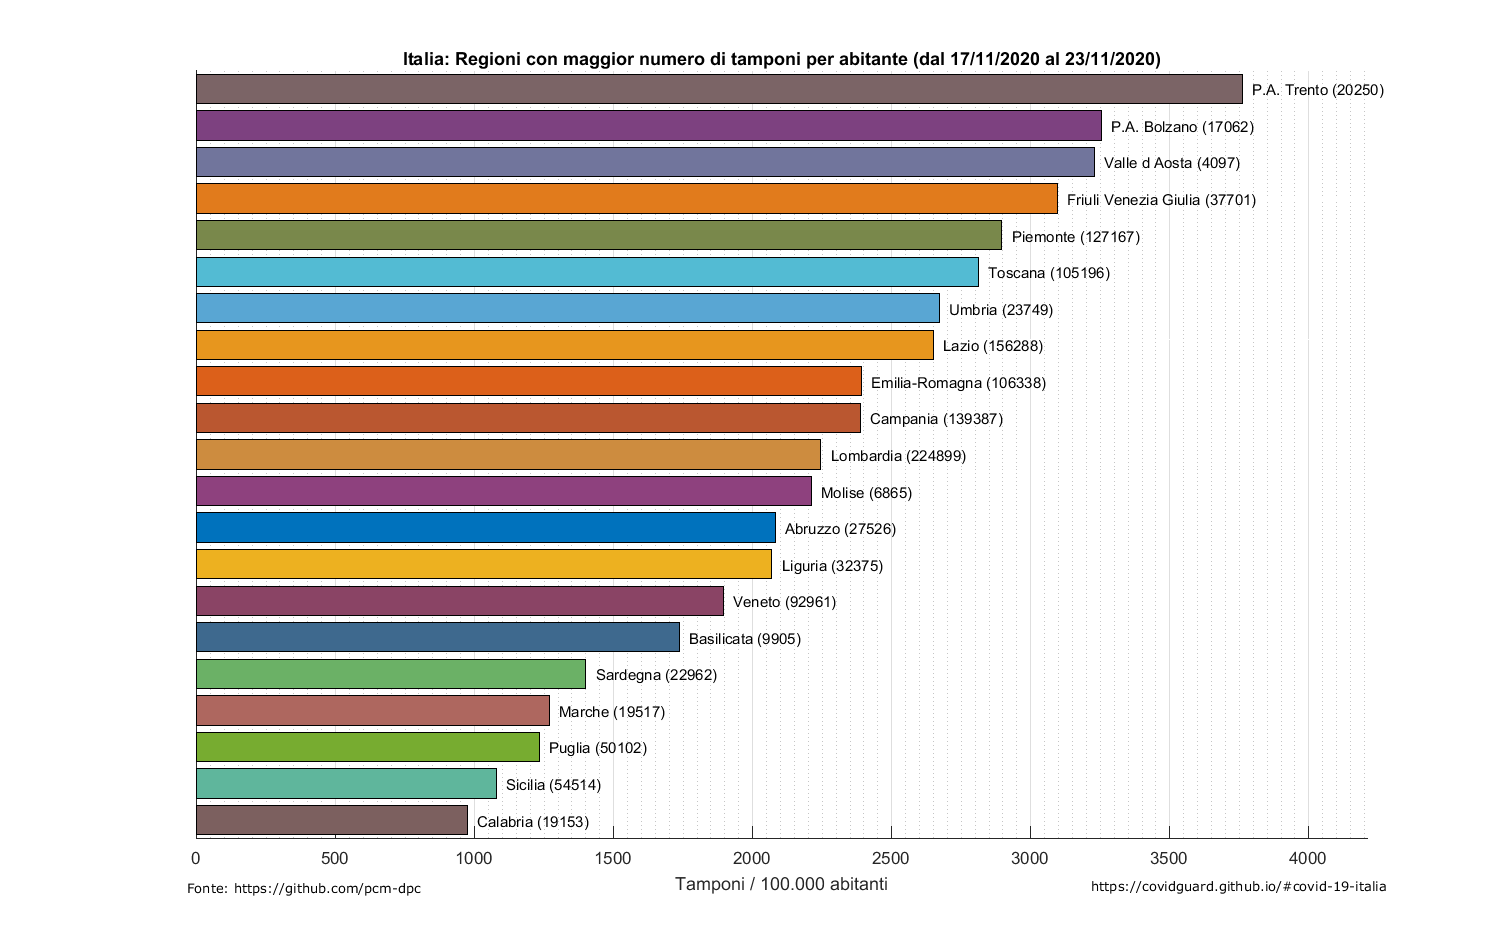 Italia: Regioni con maggior numero di tamponi per abitante (dal 17/11/2020 al 23/11/2020)
P.A. Trento (20250)
P.A. Bolzano (17062)
Valle d Aosta (4097)
Friuli Venezia Giulia (37701)
Piemonte (127167)
Toscana (105196)
Umbria (23749)
Lazio (156288)
Emilia-Romagna (106338)
Campania (139387)
Lombardia (224899)
Molise (6865)
Abruzzo (27526)
Liguria (32375)
Veneto (92961)
Basilicata (9905)
Sardegna (22962)
Marche (19517)
Puglia (50102)
Sicilia (54514)
Calabria (19153)
0 500 1000 1500 2000 2500 3000 3500 4000
Tamponi / 100.000 abitanti
Fonte: https://github.com/pcm-dpc
https://covidguard.github.io/#covid-19-italia